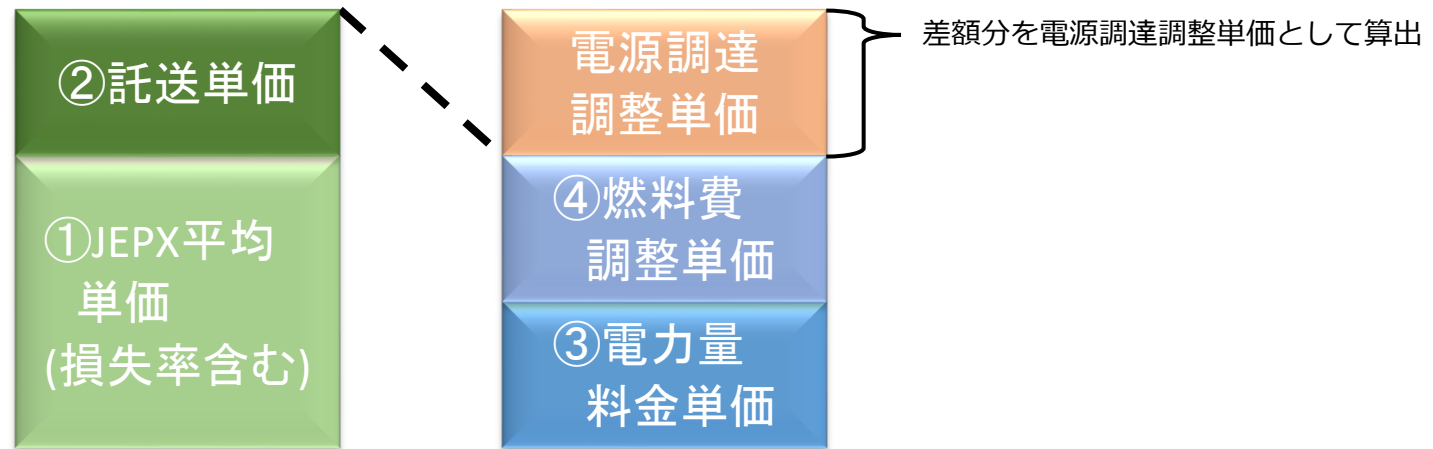 ②託送単価
①JEPX平均
単価
(損失率含む)
電源調達
調整単価
④燃料費
調整単価
③電力量
料金単価
差額分を電源調達調整単価として算出